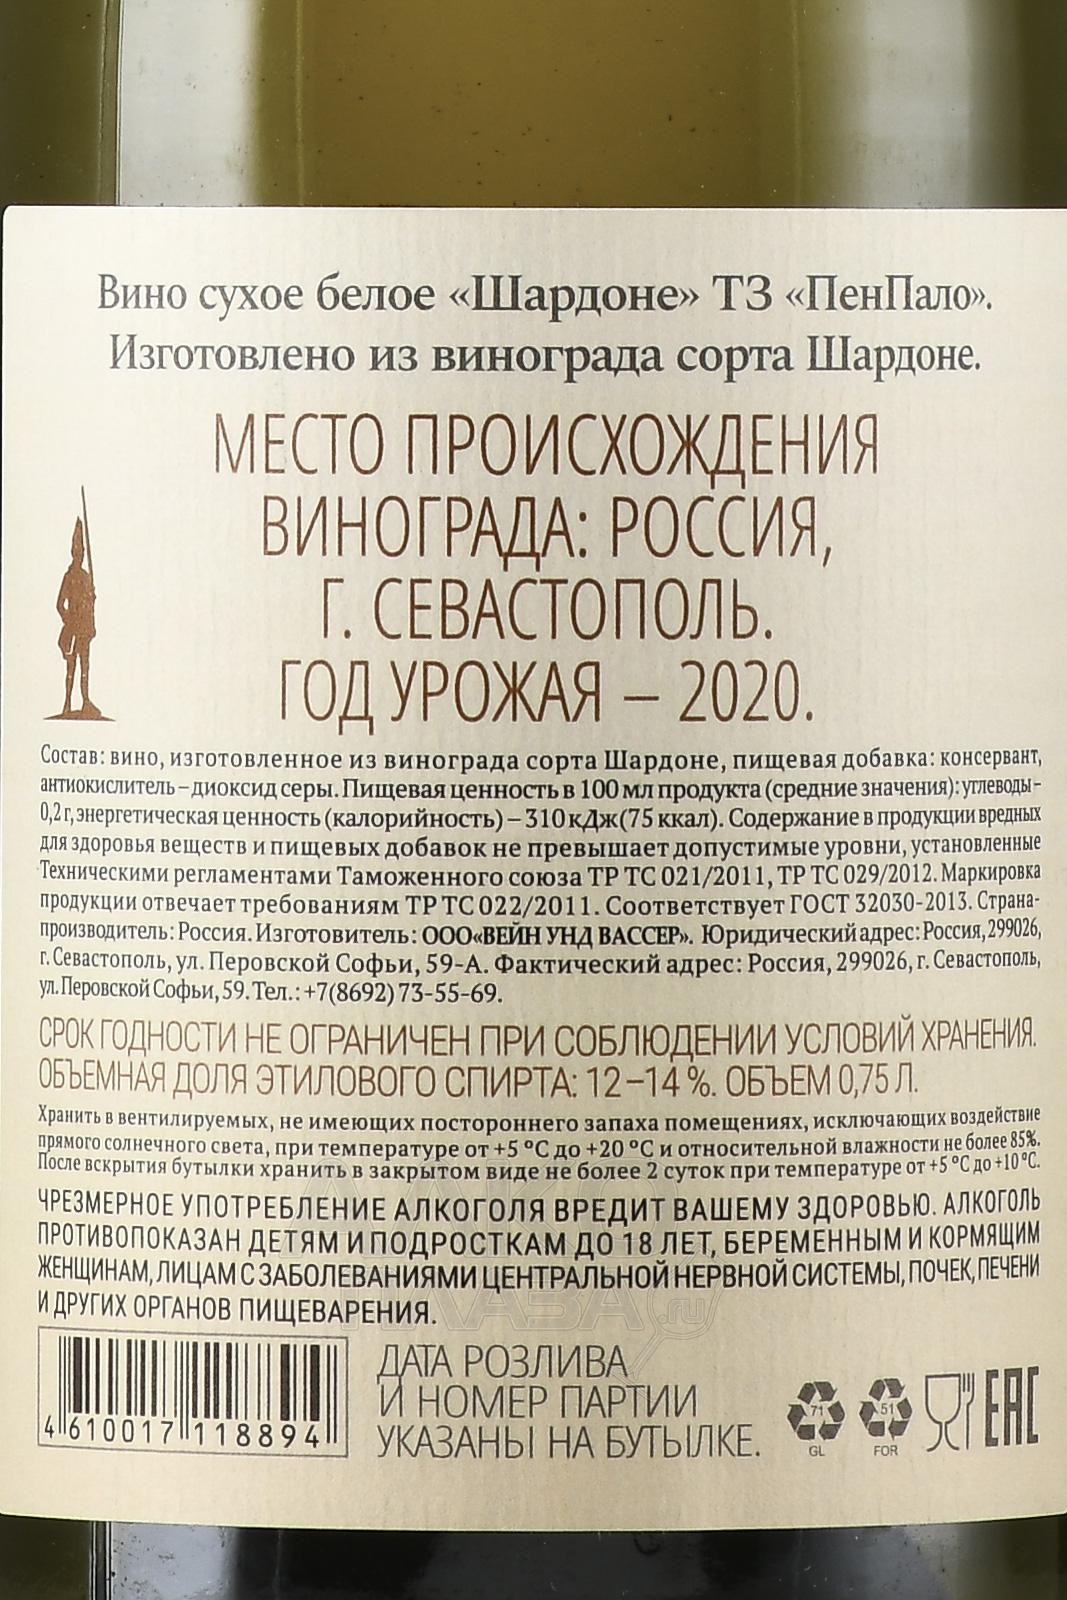 Вино сухое белое «Шардоне» ТЗ «ПенПало».
Изготовлено из винограда сорта Шардоне.
МЕСТО ПРОИСХОЖДЕНИЯ
ВИНОГРАДА: РОССИЯ,
Г. СЕВАСТОПОЛЬ.
ГОД УРОЖАЯ – 2020.
Состав: вино, изготовленное из винограда сорта Шардоне, пищевая добавка: консервант,
антиокислитель – диоксид серы. Пищевая ценность в 100 мл продукта (средние значения): углеводы –
0,2 г, энергетическая ценность (калорийность) – 310 кДж (75 ккал). Содержание в продукции вредных
для здоровья веществ и пищевых добавок не превышает допустимые уровни, установленные
Техническими регламентами Таможенного союза ТР ТС 021/2011, ТР ТС 029/2012. Маркировка
продукции отвечает требованиям ТР ТС 022/2011. Соответствует ГОСТ 32030-2013. Страна-
производитель: Россия. Изготовитель: ООО «ВЕЙН УНД ВАССЕР». Юридический адрес: Россия, 299026,
г. Севастополь, ул. Перовской Софьи, 59-А. Фактический адрес: Россия, 299026, г. Севастополь,
ул. Перовской Софьи, 59. Тел.: +7(8692) 73-55-69.
СРОК ГОДНОСТИ НЕ ОГРАНИЧЕН ПРИ СОБЛЮДЕНИИ УСЛОВИЙ ХРАНЕНИЯ.
ОБЪЕМНАЯ ДОЛЯ ЭТИЛОВОГО СПИРТА: 12–14 %. ОБЪЕМ 0,75 Л.
Хранить в вентилируемых, не имеющих постороннего запаха помещениях, исключающих воздействие
прямого солнечного света, при температуре от +5 °С до +20 °С и относительной влажности не более 85%.
После вскрытия бутылки хранить в закрытом виде не более 2 суток при температуре от +5 °С до +10 °С.
ЧРЕЗМЕРНОЕ УПОТРЕБЛЕНИЕ АЛКОГОЛЯ ВРЕДИТ ВАШЕМУ ЗДОРОВЬЮ. АЛКОГОЛЬ
ПРОТИВОПОКАЗАН ДЕТЯМ И ПОДРОСТКАМ ДО 18 ЛЕТ, БЕРЕМЕННЫМ И КОРМЯЩИМ
ЖЕНЩИНАМ, ЛИЦАМ С ЗАБОЛЕВАНИЯМИ ЦЕНТРАЛЬНОЙ НЕРВНОЙ СИСТЕМЫ, ПОЧЕК, ПЕЧЕНИ
И ДРУГИХ ОРГАНОВ ПИЩЕВАРЕНИЯ.
ДАТА РОЗЛИВА
И НОМЕР ПАРТИИ
УКАЗАНЫ НА БУТЫЛКЕ.
4 610017 118894
71
GL
51
FOR
EAC